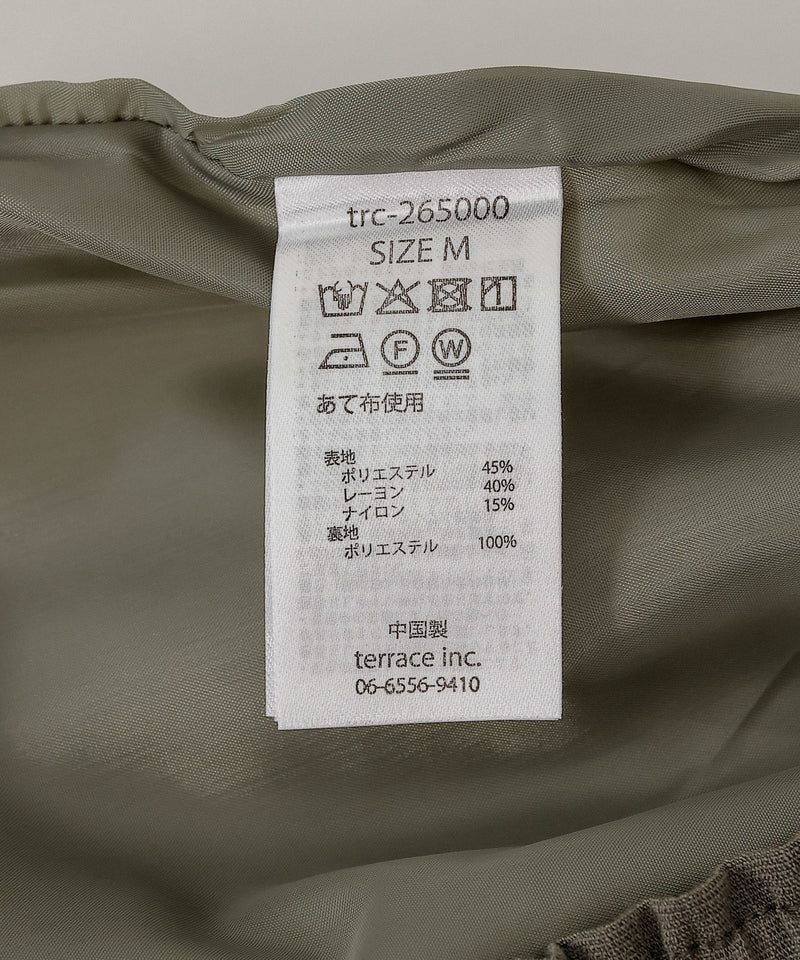 trc-265000
SIZE M
F W
あて布使用
表地
ポリエステル 45%
レーヨン 40%
ナイロン 15%
裏地
ポリエステル 100%
中国製
terrace inc.
06-6556-9410